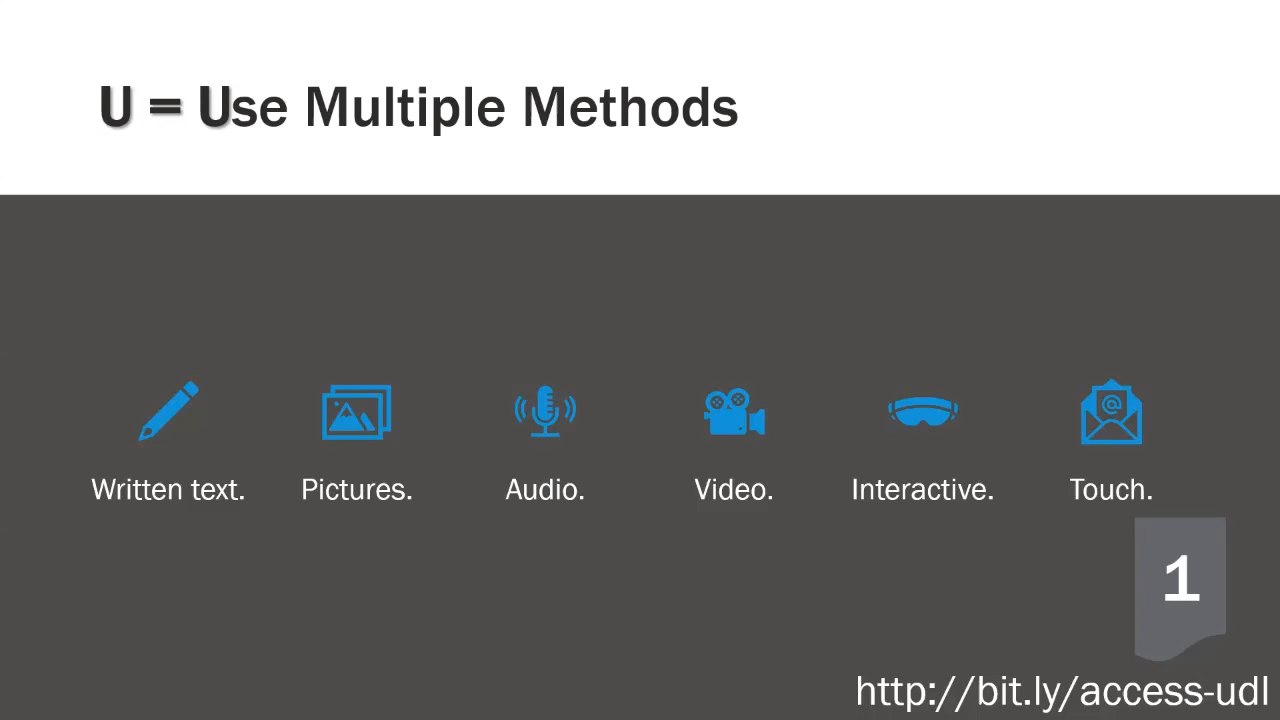 U = Use Multiple Methods
Written text. Pictures. Audio. Video. Interactive. Touch.
1
http://bit.ly/access-udl